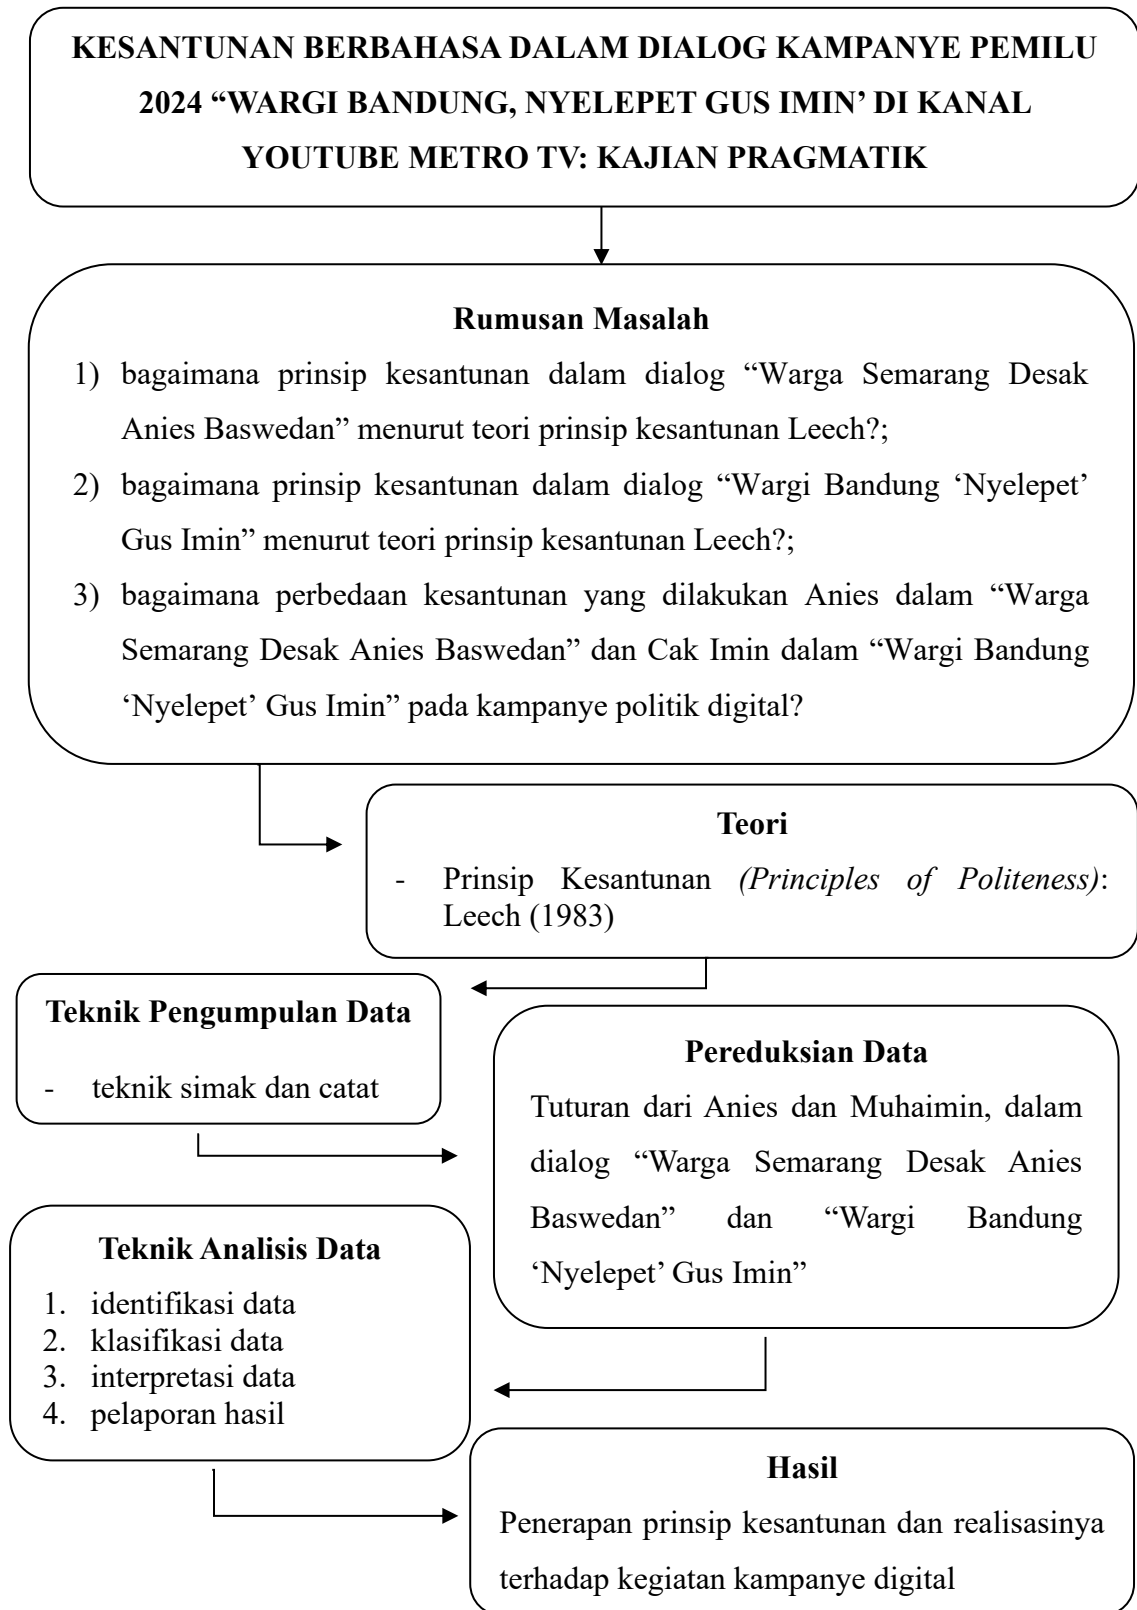 KESANTUNAN BERBAHASA DALAM DIALOG KAMPANYE PEMILU
2024 “WARGI BANDUNG, NYELEPET GUS IMIN’ DI KANAL
YOUTUBE METRO TV: KAJIAN PRAGMATIK
Rumusan Masalah
1) bagaimana prinsip kesantunan dalam dialog “Warga Semarang Desak
Anies Baswedan” menurut teori prinsip kesantunan Leech?;
2) bagaimana prinsip kesantunan dalam dialog “Wargi Bandung ‘Nyelepet’
Gus Imin” menurut teori prinsip kesantunan Leech?;
3) bagaimana perbedaan kesantunan yang dilakukan Anies dalam “Warga
Semarang Desak Anies Baswedan” dan Cak Imin dalam “Wargi Bandung
‘Nyelepet’ Gus Imin” pada kampanye politik digital?
Teori
- Prinsip Kesantunan (Principles of Politeness):
Leech (1983)
Teknik Pengumpulan Data
- teknik simak dan catat
Pereduksian Data
Tuturan dari Anies dan Muhaimin, dalam
dialog “Warga Semarang Desak Anies
Baswedan” dan “Wargi Bandung
‘Nyelepet’ Gus Imin”
Teknik Analisis Data
1. identifikasi data
2. klasifikasi data
3. interpretasi data
4. pelaporan hasil
Hasil
Penerapan prinsip kesantunan dan realisasinya
terhadap kegiatan kampanye digital